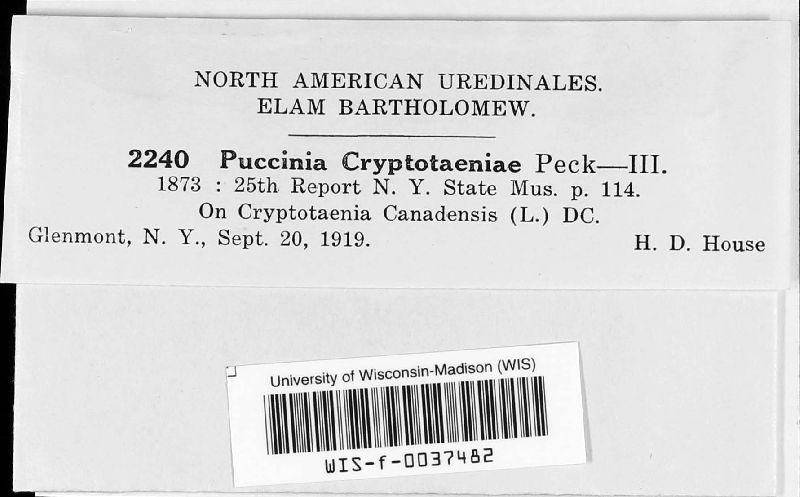 NORTH AMERICAN UREDINALES.
ELAM BARTHOLOMEW.
2240 Puccinia Cryptotaeniae Peck—III.
1873 : 25th Report N. Y. State Mus. p. 114.
On Cryptotaenia Canadensis (L.) DC.
Glenmont, N. Y., Sept. 20, 1919. H. D. House
University of Wisconsin-Madison (WIS)
WIS-f-0037482